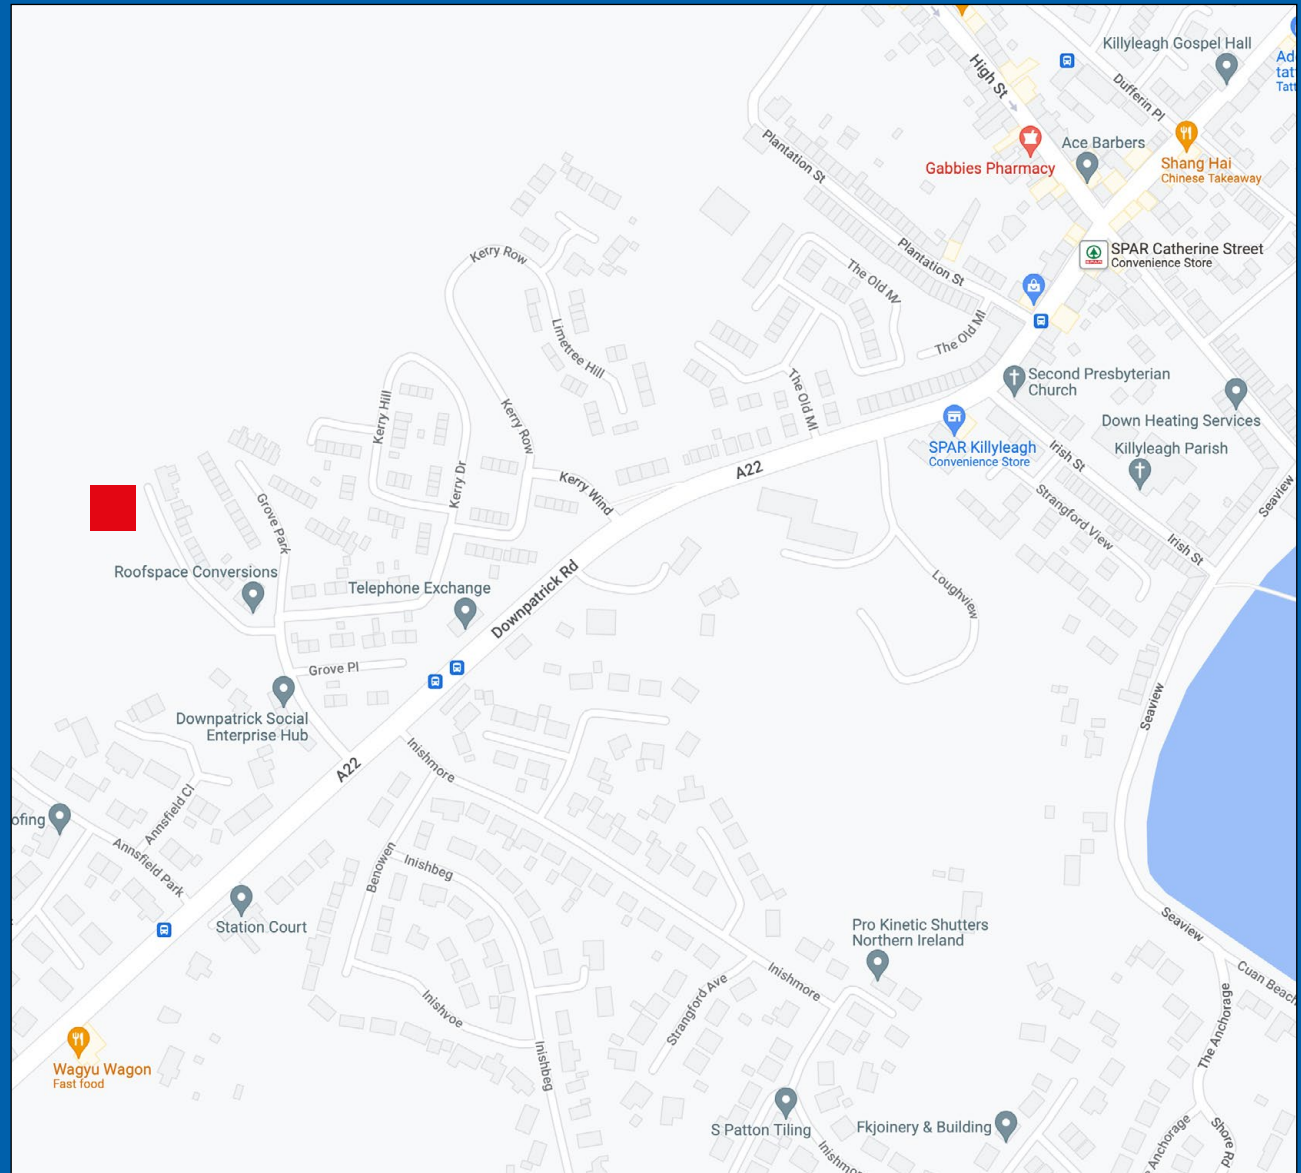 Killyleagh Gospel Hall
Ad
tat
Tatt
High St
Dufferin Pl
Ace Barbers
Shang Hai
Chinese Takeaway
Gabbies Pharmacy
Plantation St
SPAR Catherine Street
Convenience Store
Plantation St
Kerry Row
The Old M
The Old Ml
Limetree Hill
Second Presbyterian
Church
The Old Ml
Down Heating Services
Kerry Hill
Kerry Row
SPAR Killyleagh
Convenience Store
Irish St
Killyleagh Parish
A22
Kerry Dr
Kerry Wind
Strangford View
Seaview
Grove Park
Irish St
Roofspace Conversions
Telephone Exchange
Downpatrick Rd
Loughview
Grove Pl
Downpatrick Social
Enterprise Hub
Seaview
Inishmore
A22
ofing
Annsfield Cl
Annsfield Park
Benowen
Inishbeg
Station Court
Pro Kinetic Shutters
Northern Ireland
Seaview
Inishmore
Cuan Beach
Strangford Ave
Inishvoe
The Anchorage
Wagyu Wagon
Fast food
Inishbeg
S Patton Tiling
Fkjoinery & Building
Inishmor
Anchorage
Shore Rd